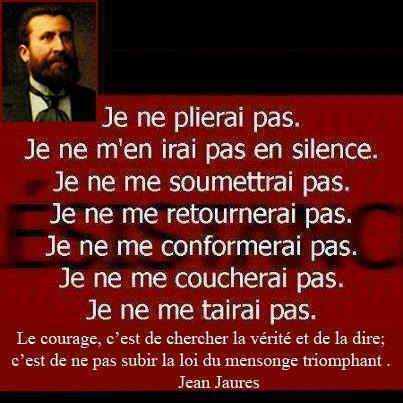 Je ne plierai pas.
Je ne m'en irai pas en silence.
Je ne me soumettrai pas.
Je ne me retournerai pas.
Je ne me conformerai pas.
Je ne me coucherai pas.
Je ne me tairai pas.
Le courage, c'est de chercher la vérité et de la dire;
c'est de ne pas subir la loi du mensonge triomphant .
Jean Jaures